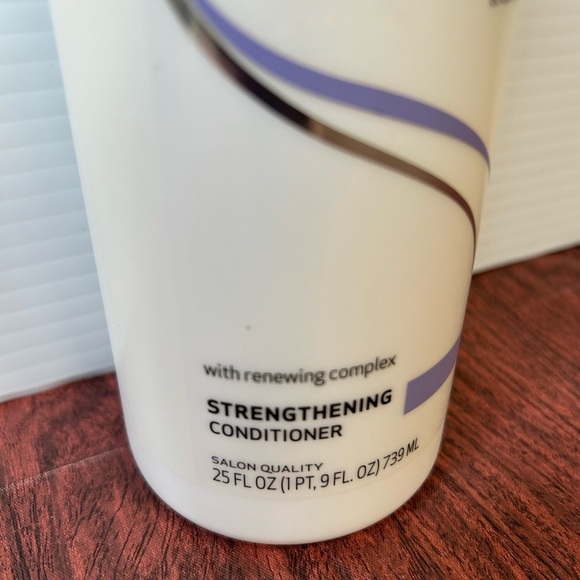 with renewing complex
STRENGTHENING
CONDITIONER
SALON QUALITY
25 FL OZ (1 PT, 9 FL. OZ) 739 ML